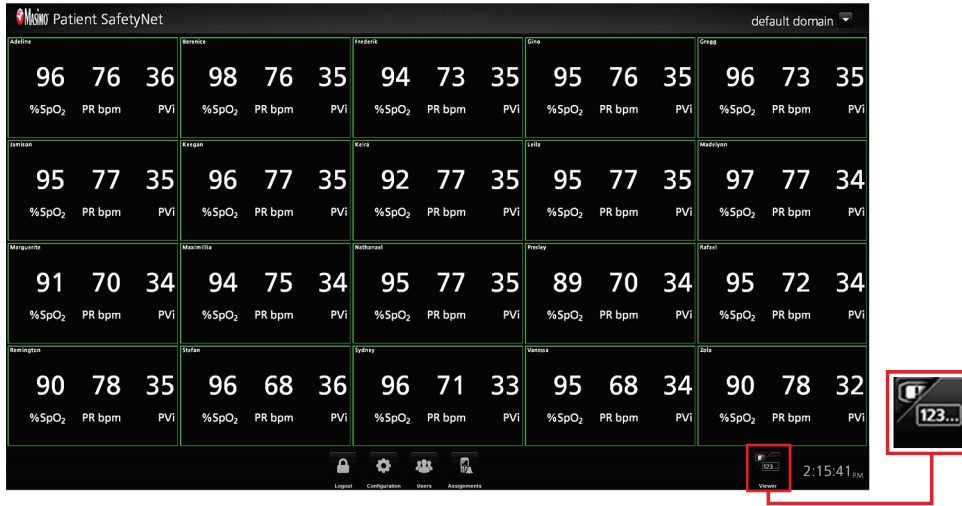 Masimo Patient SafetyNet
default domain
Adeline Berenice Frederik Gino Gregg
96 76 36 98 76 35 94 73 35 95 76 35 96 73 35
%SpO₂ PR bpm PVi %SpO₂ PR bpm PVi %SpO₂ PR bpm PVi %SpO₂ PR bpm PVi %SpO₂ PR bpm PVi
Jamison Keegan Keira Leila Madelynn
95 77 35 96 77 35 92 77 35 95 77 35 97 77 34
%SpO₂ PR bpm PVi %SpO₂ PR bpm PVi %SpO₂ PR bpm PVi %SpO₂ PR bpm PVi %SpO₂ PR bpm PVi
Marguerite Maximillia Nathanael Presley Rafael
91 70 34 94 75 34 95 77 35 89 70 34 95 72 34
%SpO₂ PR bpm PVi %SpO₂ PR bpm PVi %SpO₂ PR bpm PVi %SpO₂ PR bpm PVi %SpO₂ PR bpm PVi
Remington Stefan Sydney Vanessa Zola
90 78 35 96 68 36 96 71 33 95 68 34 90 78 32
%SpO₂ PR bpm PVi %SpO₂ PR bpm PVi %SpO₂ PR bpm PVi %SpO₂ PR bpm PVi %SpO₂ PR bpm PVi
123...
123...
2:15:41 P.M.
Logout Configuration Users Assignments Viewer